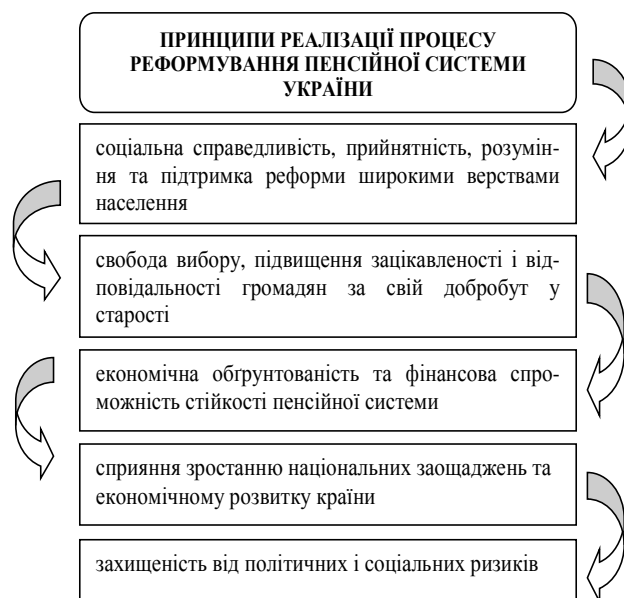 ПРИНЦИПИ РЕАЛІЗАЦІЇ ПРОЦЕСУ
РЕФОРМУВАННЯ ПЕНСІЙНОЇ СИСТЕМИ
УКРАЇНИ
соціальна справедливість, прийнятність, розумін-
ня та підтримка реформи широкими верствами
населення
свобода вибору, підвищення зацікавленості і від-
повідальності громадян за свій добробут у
старості
економічна обґрунтованість та фінансова спро-
можність стійкості пенсійної системи
сприяння зростанню національних заощаджень та
економічному розвитку країни
захищеність від політичних і соціальних ризиків